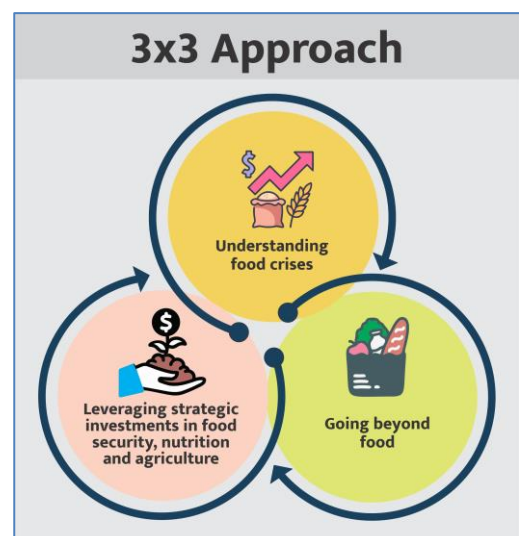 3x3 Approach
$
Understanding
food crises
$
Leveraging strategic
investments in food
security, nutrition
and agriculture
Going beyond
food